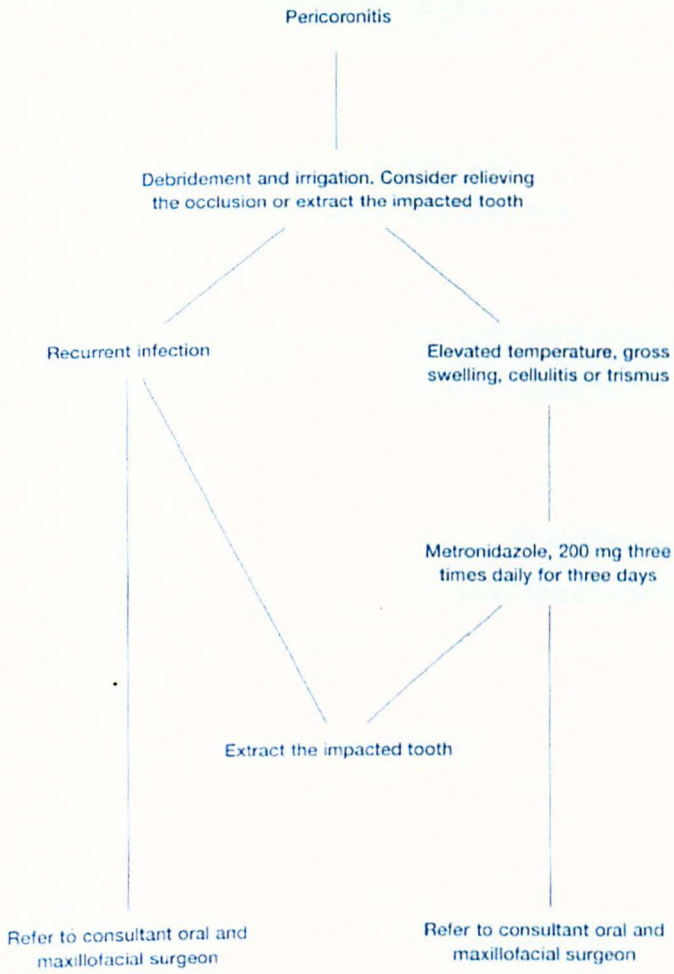 Pericoronitis
Debridement and irrigation. Consider relieving
the occlusion or extract the impacted tooth
Recurrent infection
Elevated temperature, gross
swelling, cellulitis or trismus
Metronidazole, 200 mg three
times daily for three days
Extract the impacted tooth
Refer to consultant oral and
maxillofacial surgeon
Refer to consultant oral and
maxillofacial surgeon